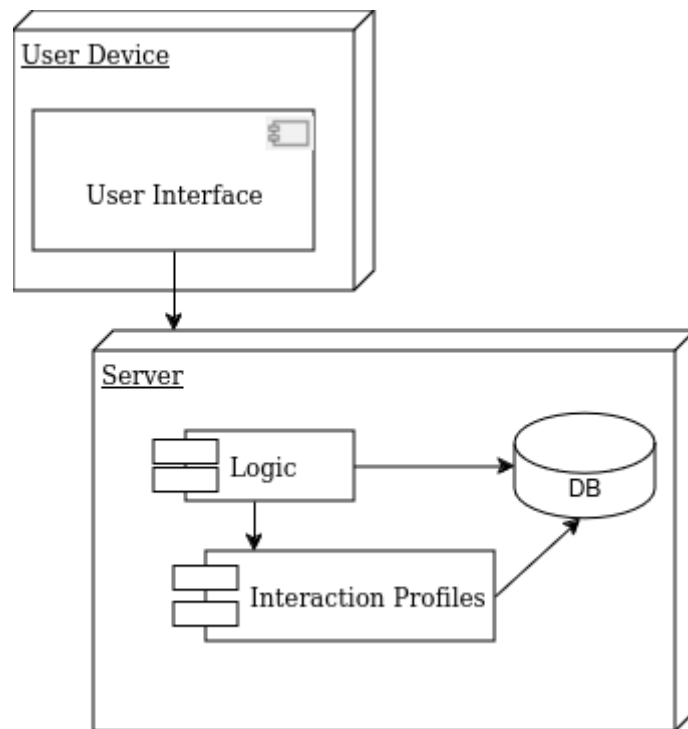 User Device
User Interface
Server
Logic
DB
Interaction Profiles